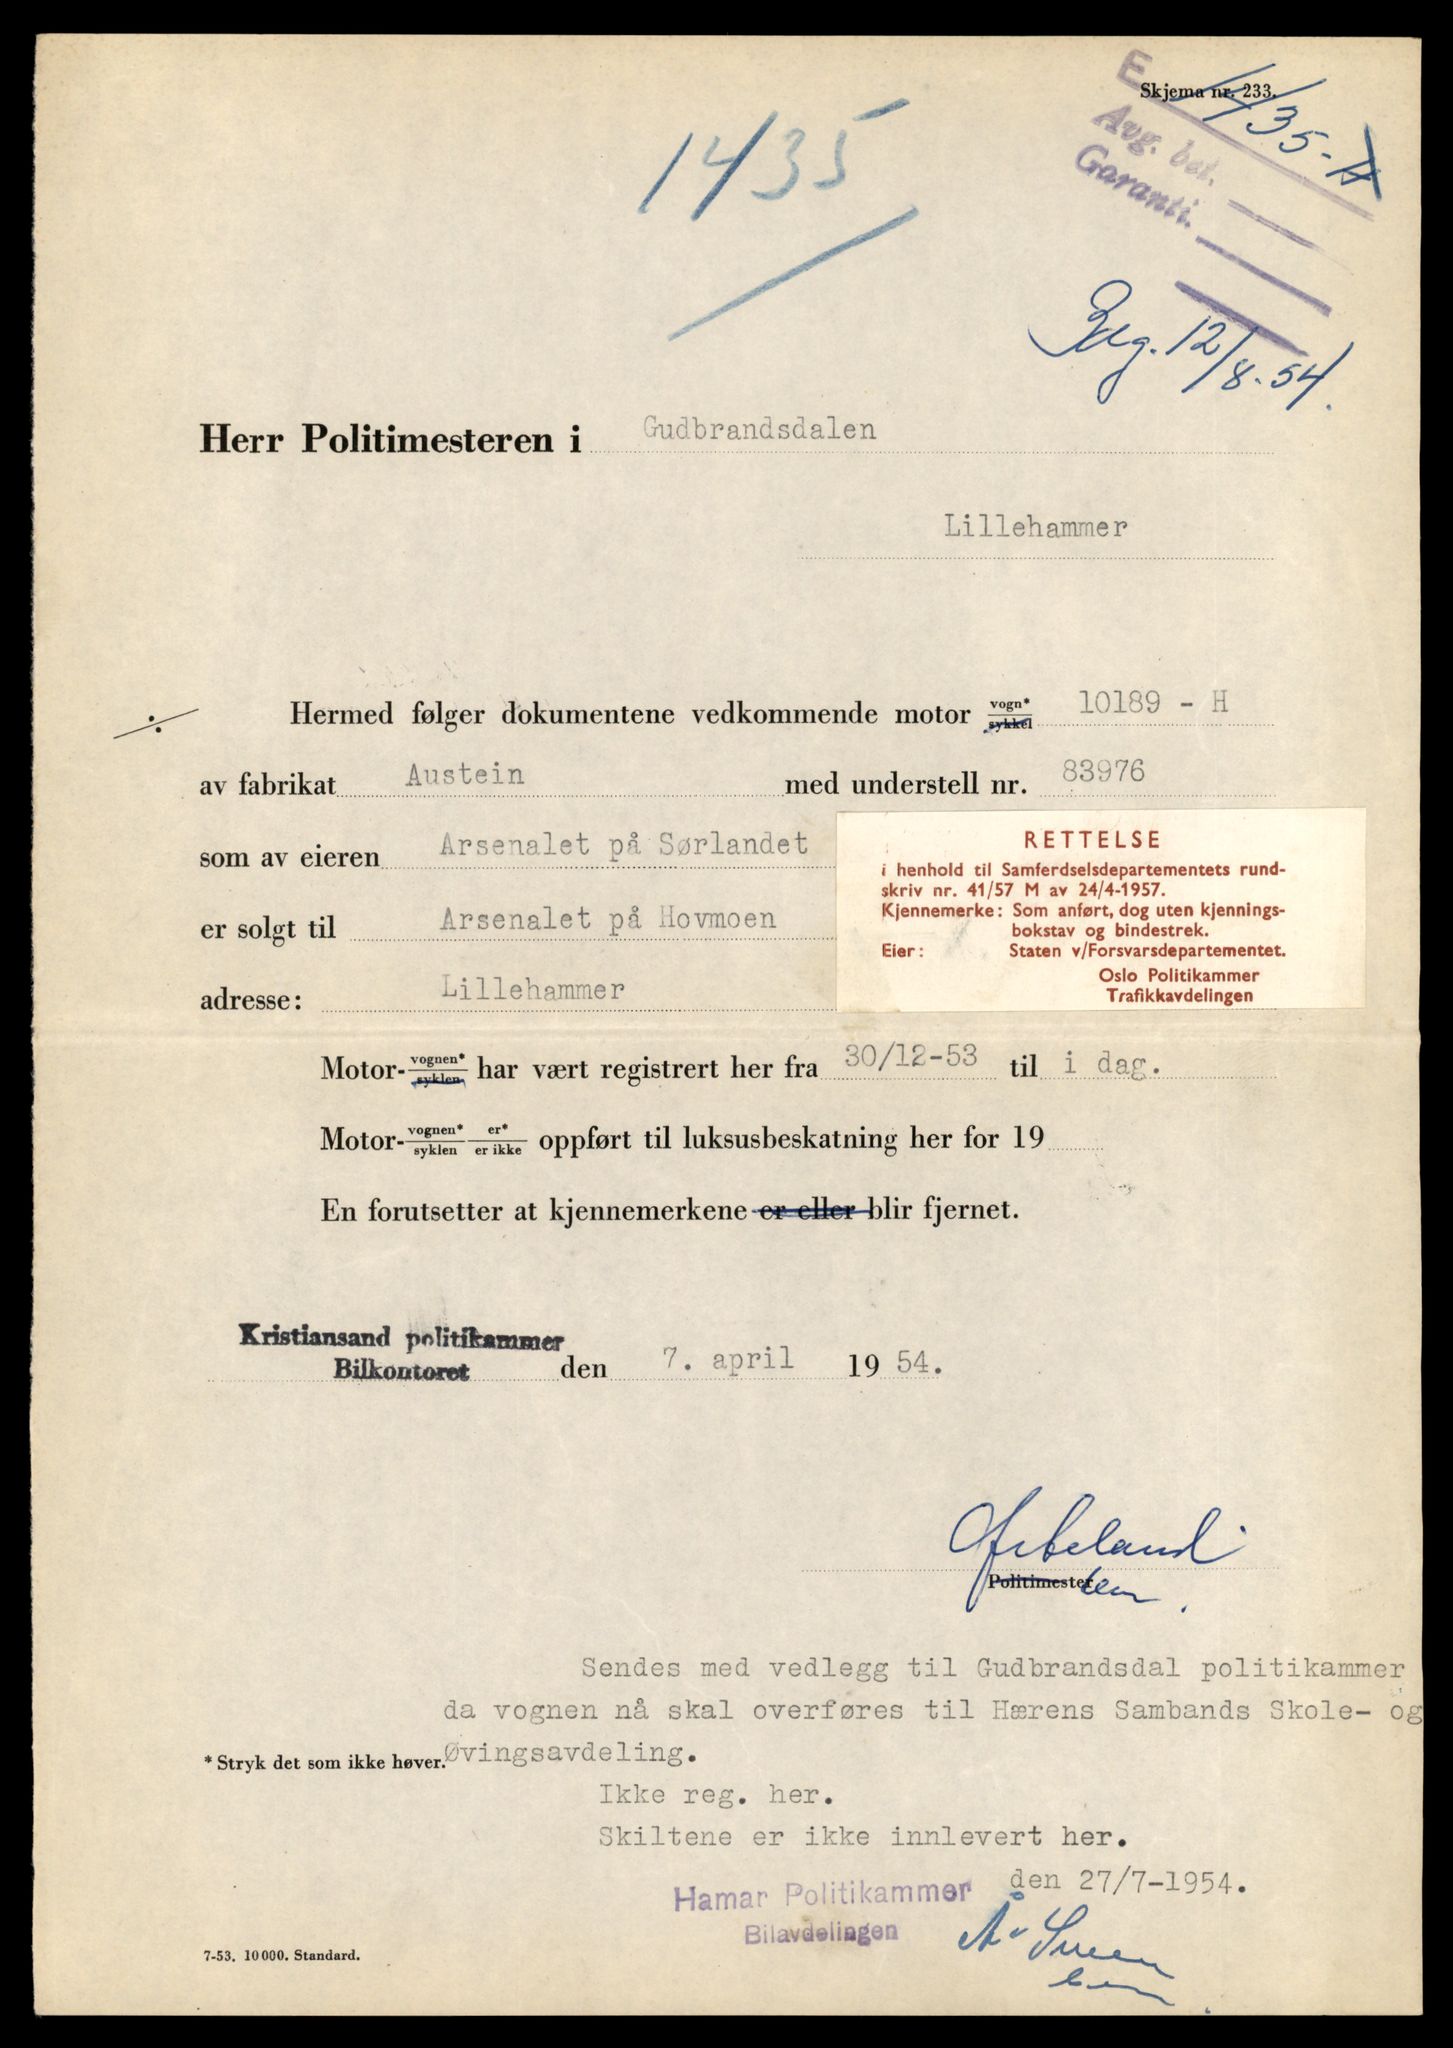 Skjema nr. 233.
E
1435-H
Avg. bet.
Garanti.
1435
12/8-54.
Herr Politimesteren i Gudbrandsdalen
Lillehammer
÷ Hermed følger dokumentene vedkommende motor vogn*/sykkel 10189 - H
av fabrikat Austein med understell nr. 83976
som av eieren Arsenalet på Sørlandet
er solgt til Arsenalet på Hovmoen
adresse: Lillehammer
RETTELSE
i henhold til Samferdselsdepartementets rund-
skriv nr. 41/57 M av 24/4-1957.
Kjennemerke: Som anført, dog uten kjennings-
bokstav og bindestrek.
Eier: Staten v/Forsvarsdepartementet.
Oslo Politikammer
Trafikkavdelingen
Motor-vognen*/syklen har vært registrert her fra 30/12-53 til i dag.
Motor-vognen*/syklen er*/er ikke oppført til luksusbeskatning her for 19
En forutsetter at kjennemerkene er eller blir fjernet.
Kristiansand politikammer
Bilkontoret den 7. april 19 54.
Politimester
Sendes med vedlegg til Gudbrandsdal politikammer
da vognen nå skal overføres til Hærens Sambands Skole- og
* Stryk det som ikke høver. Øvingsavdeling.
Ikke reg. her.
Skiltene er ikke innlevert her.
den 27/7-1954.
Hamar Politikammer
Bilavdelingen
7-53. 10000. Standard.